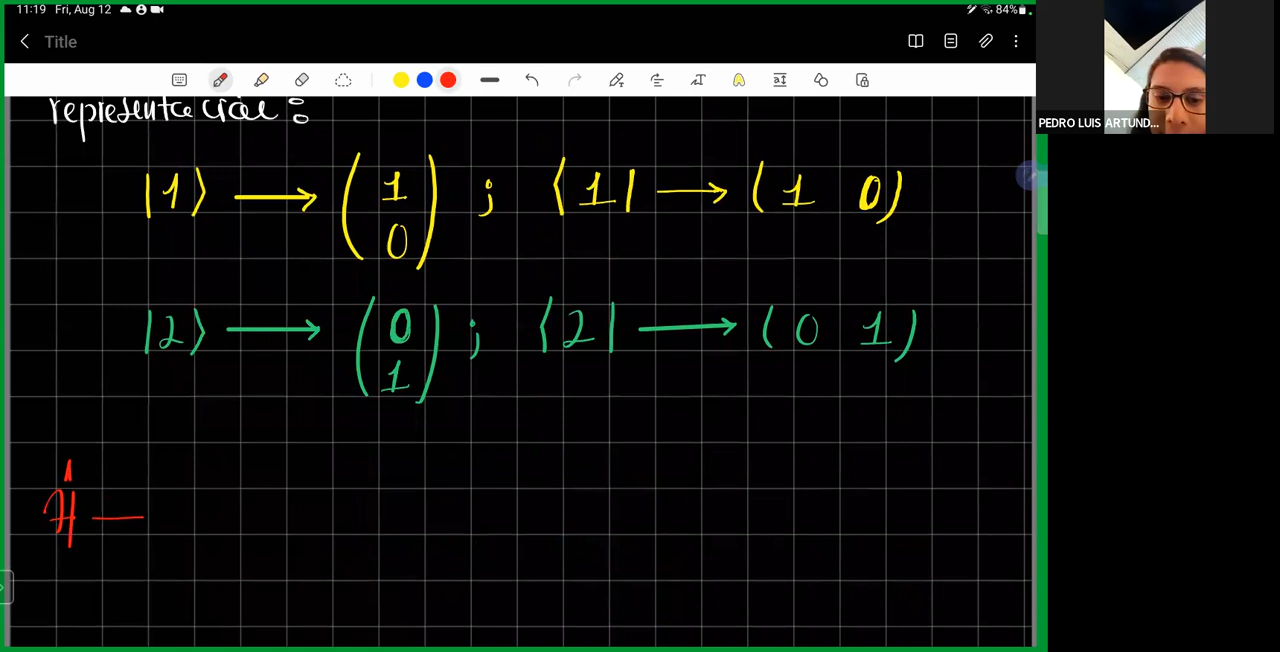 11:19 Fri, Aug 12
84%
Title
PEDRO LUIS ARTUND...
representación:
|1⟩ → (1 0) ; ⟨1| → (1 0)
|2⟩ → (0 1) ; ⟨2| → (0 1)
Ĥ —